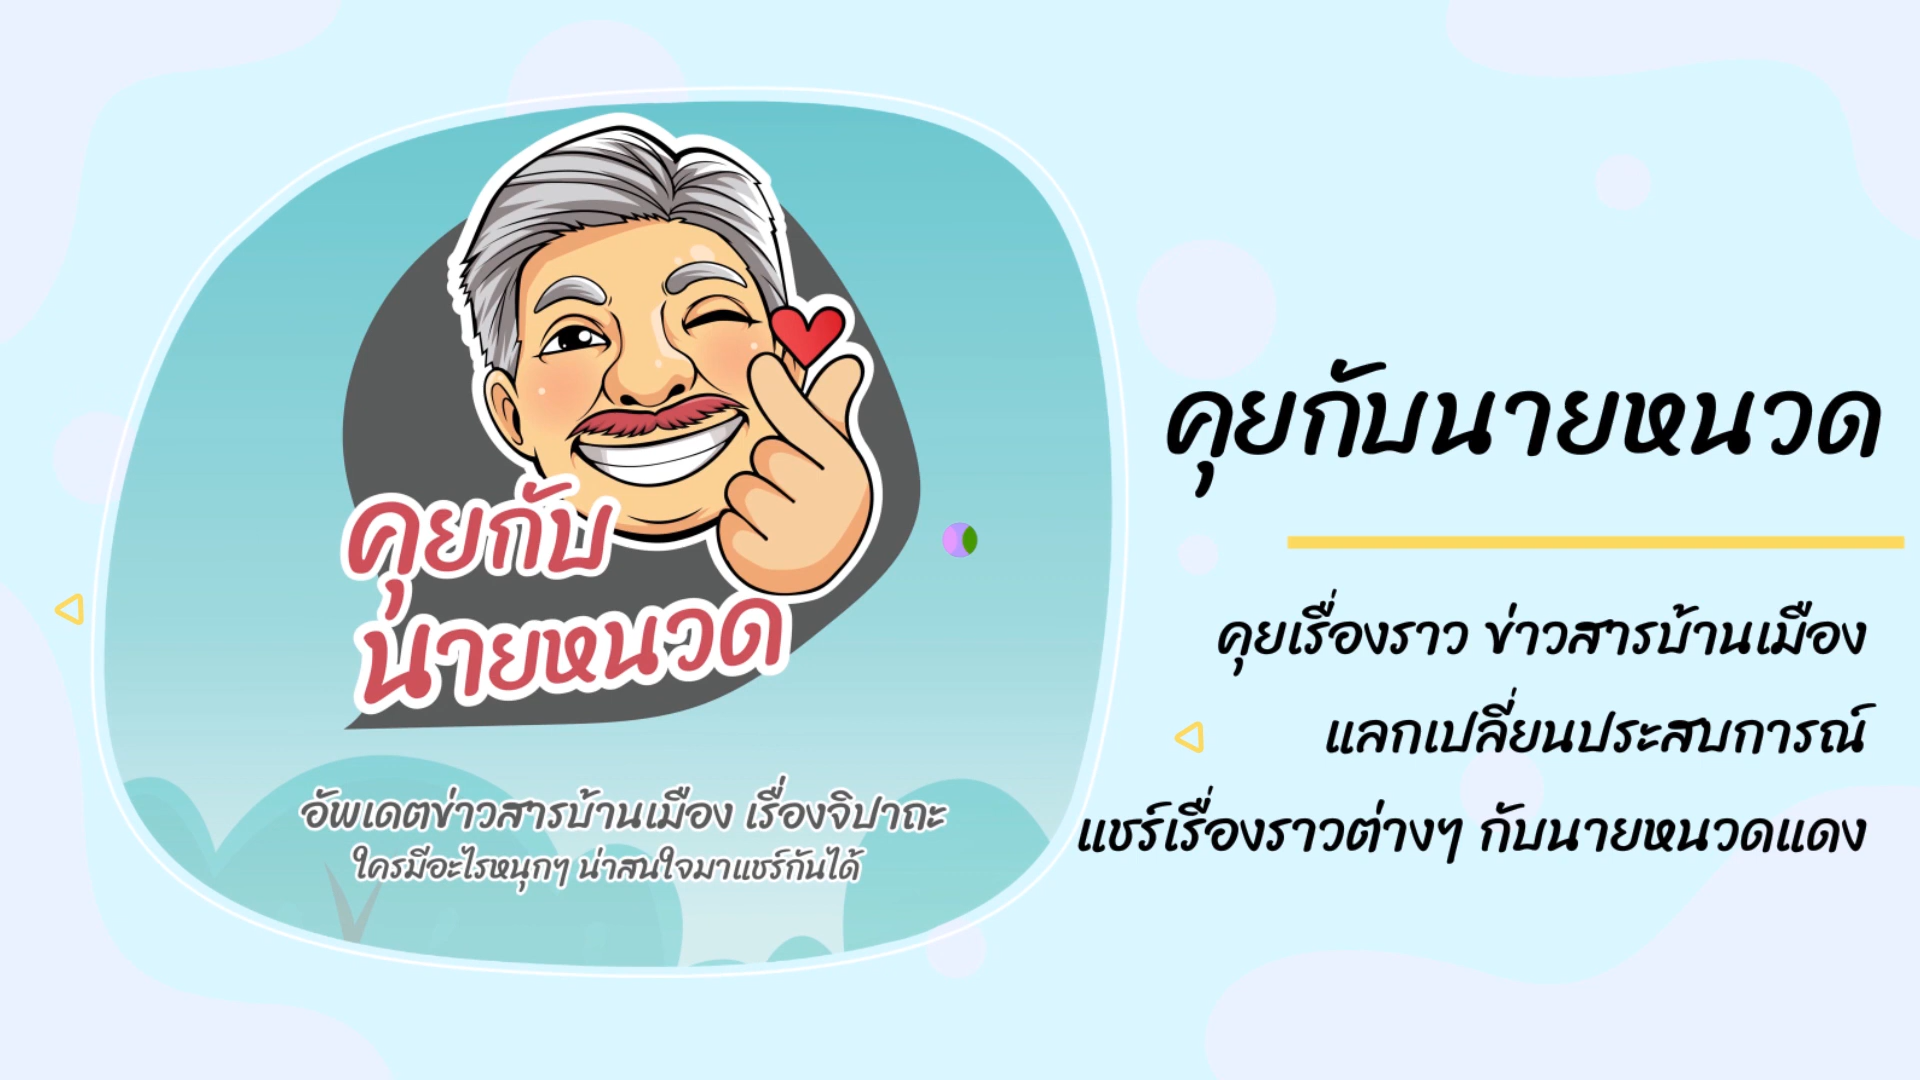 คุยกับ
นายหนวด
อัพเดตข่าวสารบ้านเมือง เรื่องจิปาถะ
ใครมีอะไรหนุกๆ น่าสนใจมาแชร์กันได้
คุยกับนายหนวด
คุยเรื่องราว ข่าวสารบ้านเมือง
แลกเปลี่ยนประสบการณ์
แชร์เรื่องราวต่างๆ กับนายหนวดแดง